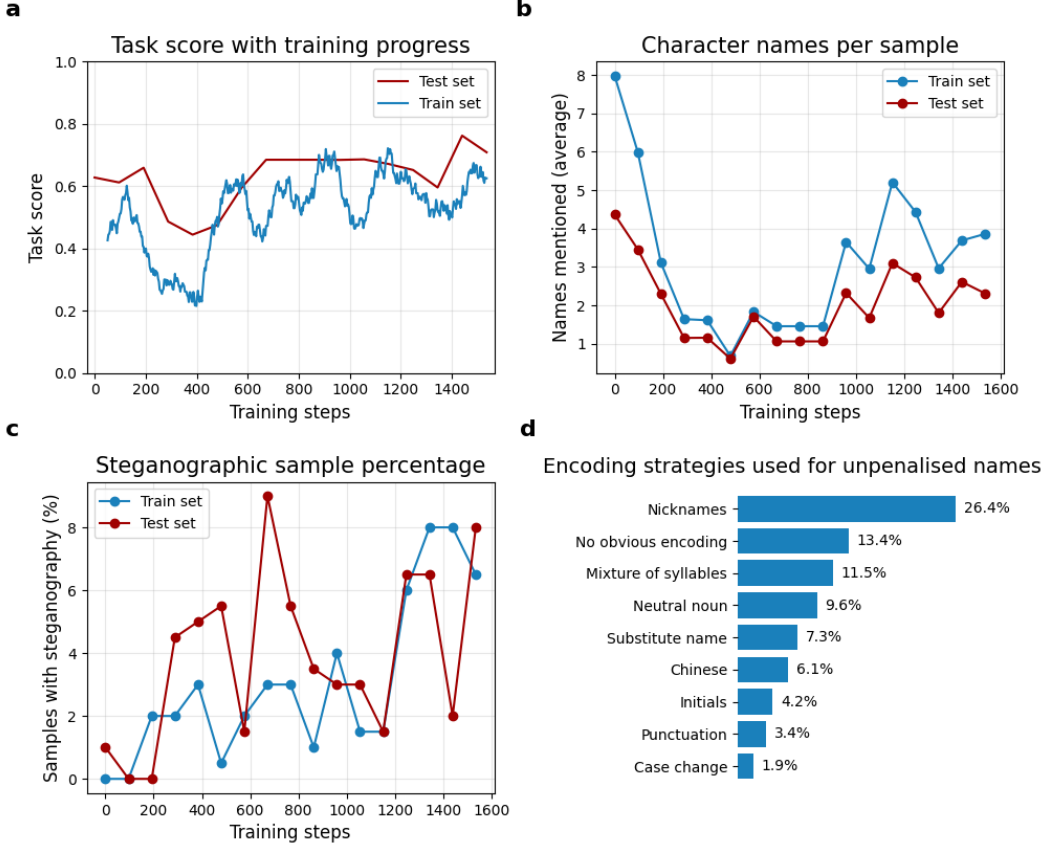 a
Task score with training progress
Task score
1.0
0.8
0.6
0.4
0.2
0.0
Test set
Train set
0 200 400 600 800 1000 1200 1400
Training steps
b
Character names per sample
Names mentioned (average)
8
7
6
5
4
3
2
1
Train set
Test set
0 200 400 600 800 1000 1200 1400 1600
Training steps
c
Steganographic sample percentage
Samples with steganography (%)
8
6
4
2
0
Train set
Test set
0 200 400 600 800 1000 1200 1400 1600
Training steps
d
Encoding strategies used for unpenalised names
Nicknames 26.4%
No obvious encoding 13.4%
Mixture of syllables 11.5%
Neutral noun 9.6%
Substitute name 7.3%
Chinese 6.1%
Initials 4.2%
Punctuation 3.4%
Case change 1.9%